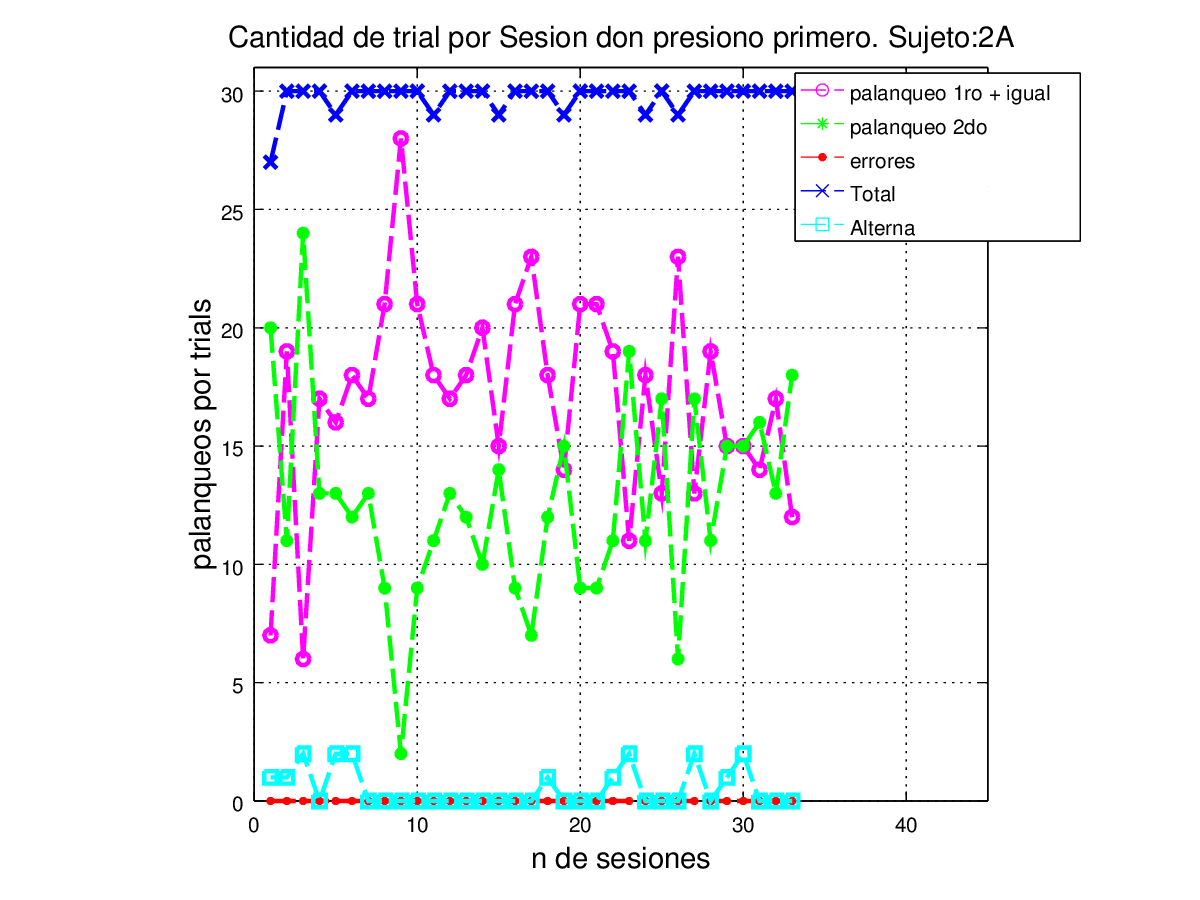 Cantidad de trial por Sesion don presiono primero. Sujeto:2A
palanqueo 1ro + igual
palanqueo 2do
errores
Total
Alterna
palanqueos por trials
30
25
20
15
10
5
0
0 10 20 30 40
n de sesiones